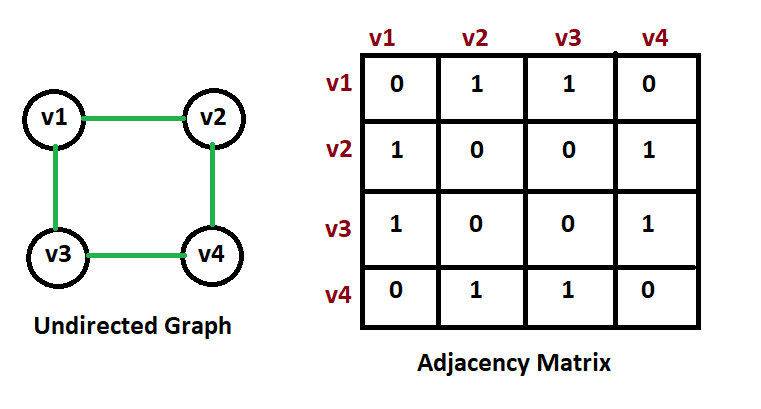 v1 v2
v3 v4
Undirected Graph
v1 v2 v3 v4
v1 0 1 1 0
v2 1 0 0 1
v3 1 0 0 1
v4 0 1 1 0
Adjacency Matrix